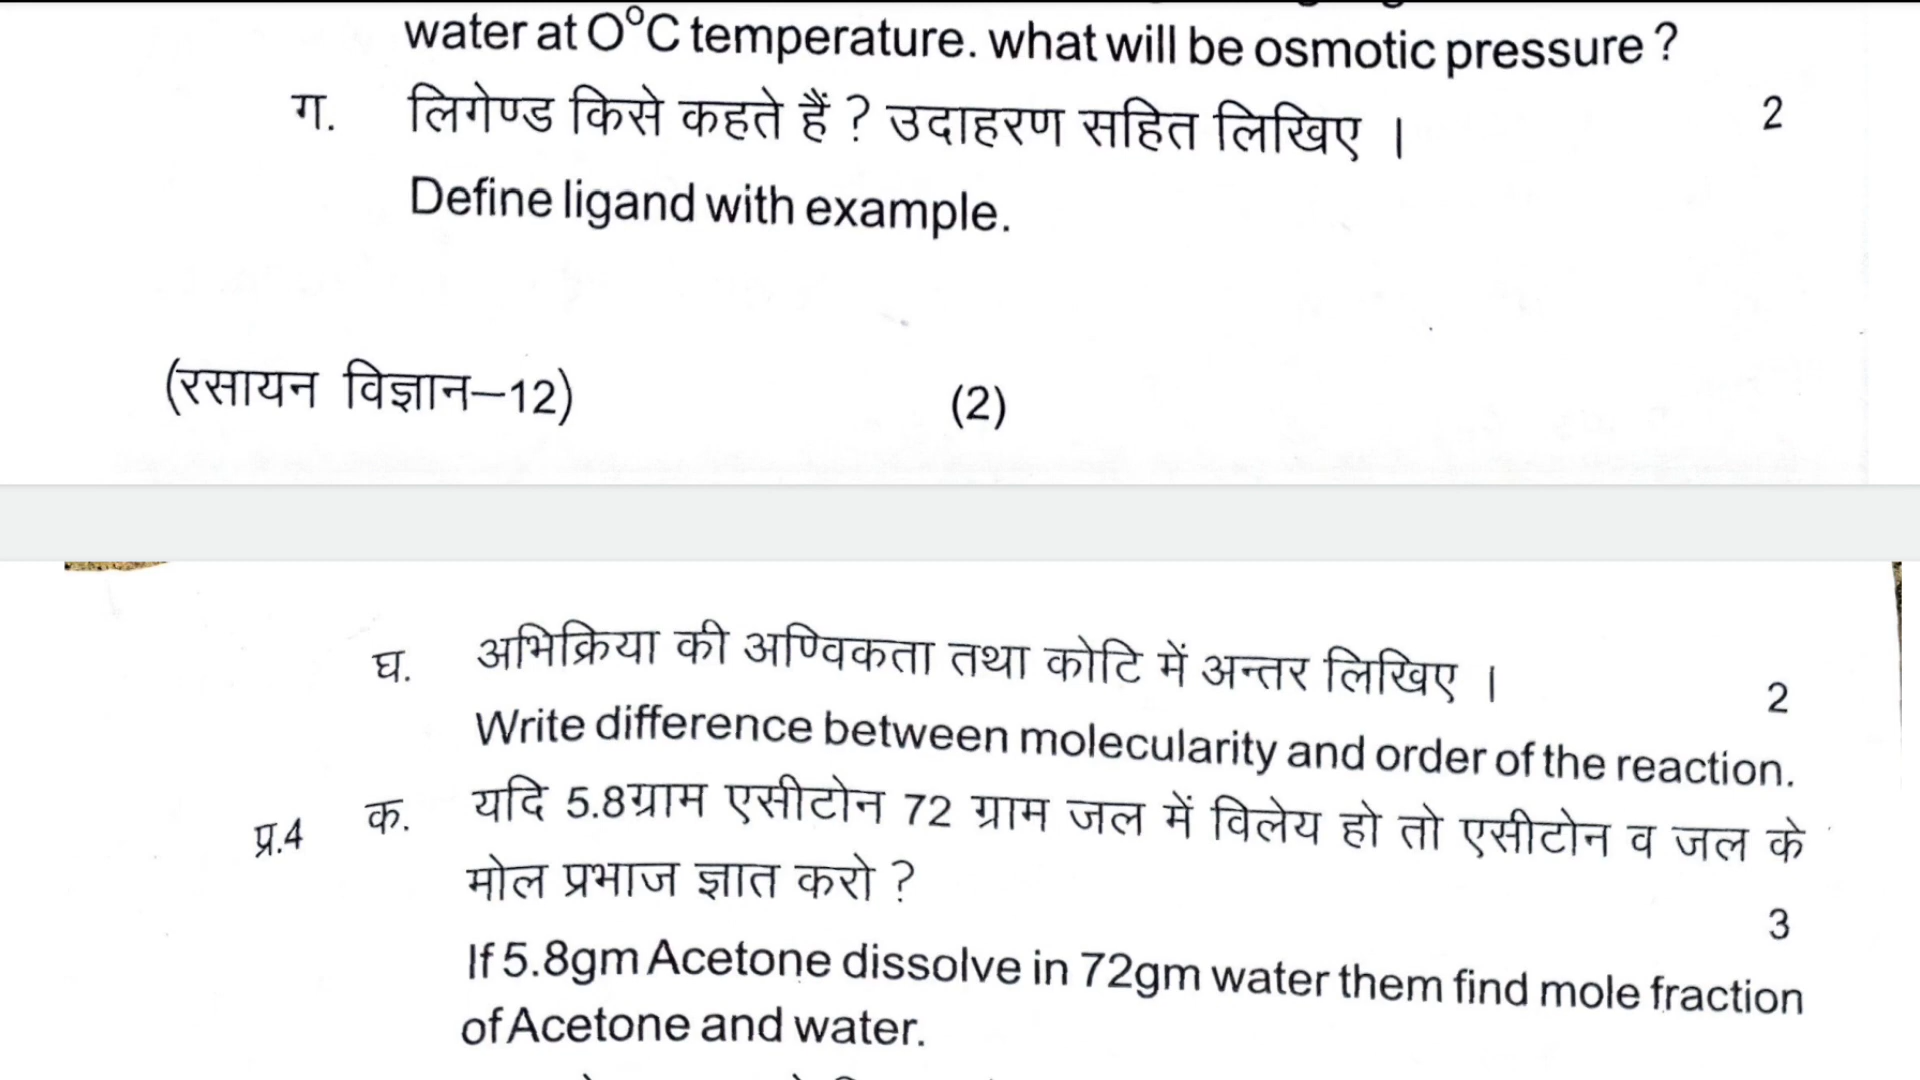 water at O°C temperature. what will be osmotic pressure ?
ग. लिगेण्ड किसे कहते हैं ? उदाहरण सहित लिखिए । 2
Define ligand with example.
(रसायन विज्ञान–12) (2)
घ. अभिक्रिया की अण्विकता तथा कोटि में अन्तर लिखिए । 2
Write difference between molecularity and order of the reaction.
प्र.4 क. यदि 5.8ग्राम एसीटोन 72 ग्राम जल में विलेय हो तो एसीटोन व जल के
मोल प्रभाज ज्ञात करो ? 3
If 5.8gm Acetone dissolve in 72gm water them find mole fraction
of Acetone and water.